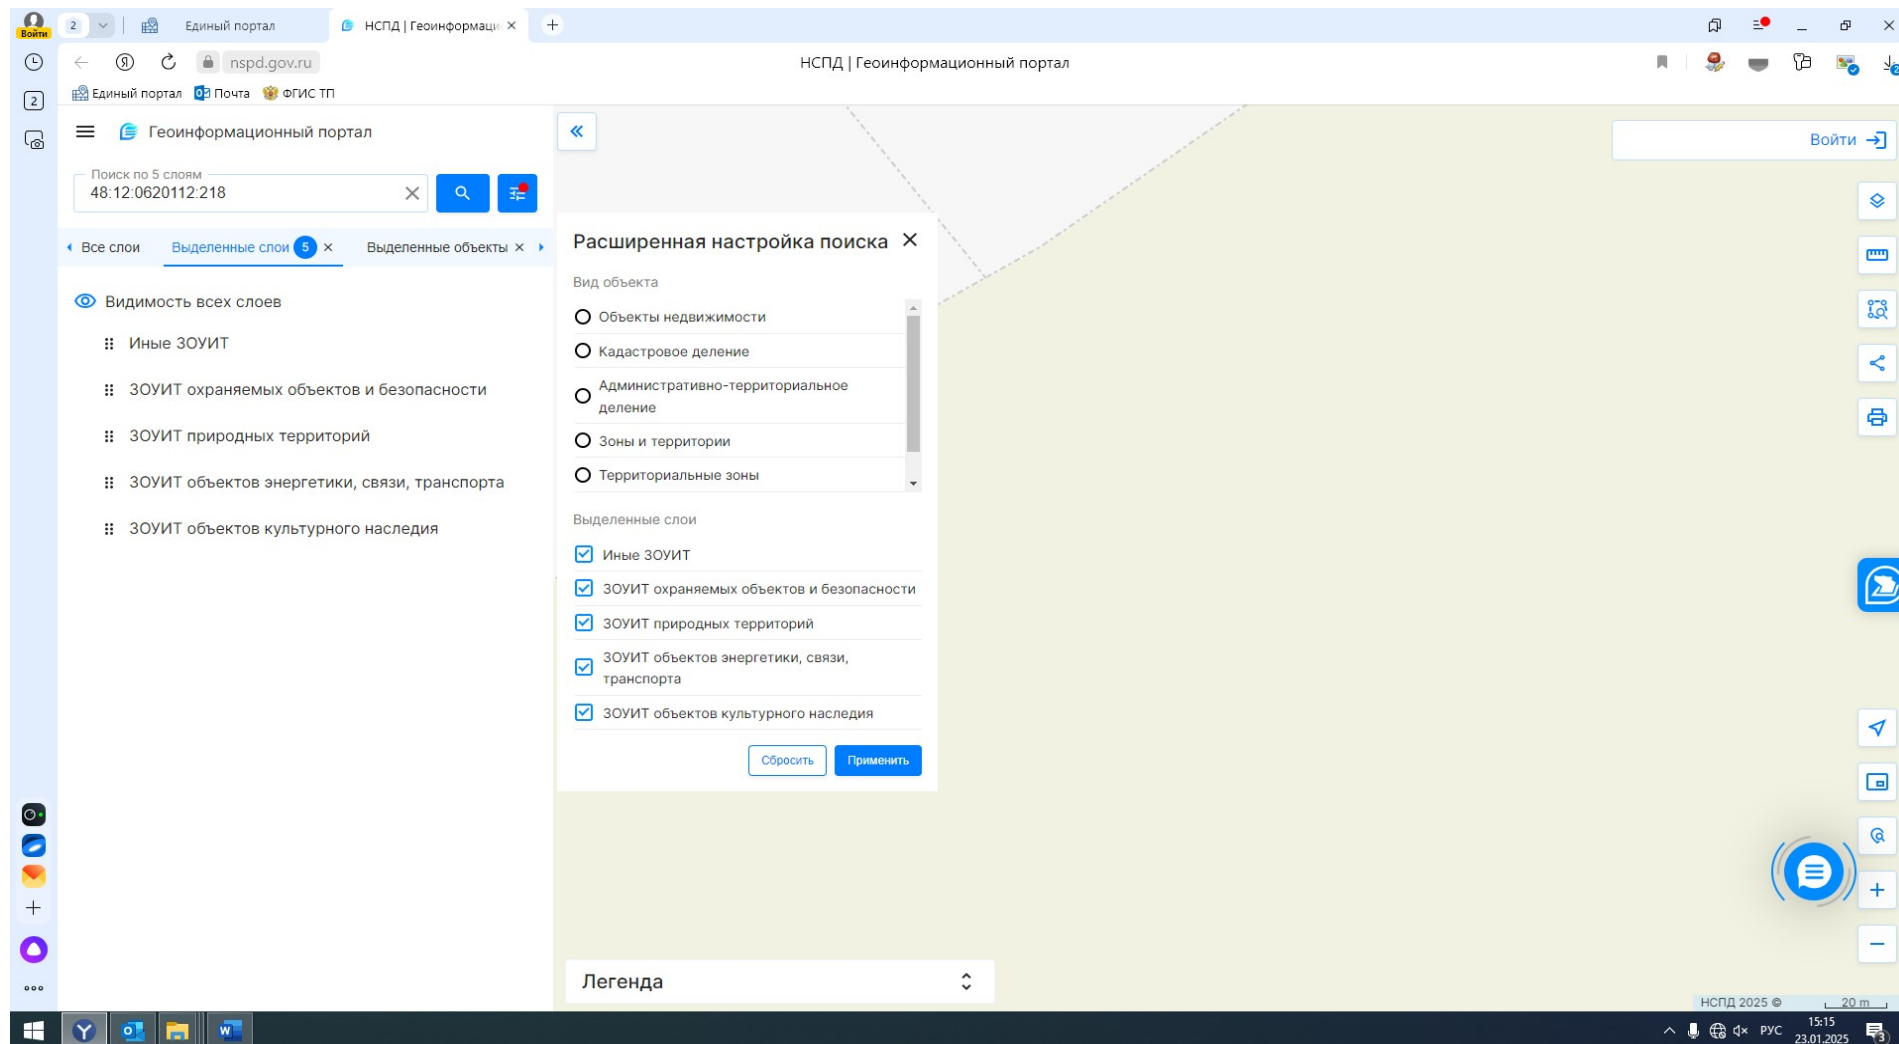 Войти
2
Единый портал
НСПД | Геоинформаци
nspd.gov.ru
НСПД | Геоинформационный портал
2
2
Единый портал
Почта
ФГИС ТП
Геоинформационный портал
Войти
Поиск по 5 слоям
48:12:0620112:218
Все слои
Выделенные слои 5
Выделенные объекты
Видимость всех слоев
Иные ЗОУИТ
ЗОУИТ охраняемых объектов и безопасности
ЗОУИТ природных территорий
ЗОУИТ объектов энергетики, связи, транспорта
ЗОУИТ объектов культурного наследия
Расширенная настройка поиска
Вид объекта
Объекты недвижимости
Кадастровое деление
Административно-территориальное
деление
Зоны и территории
Территориальные зоны
Выделенные слои
Иные ЗОУИТ
ЗОУИТ охраняемых объектов и безопасности
ЗОУИТ природных территорий
ЗОУИТ объектов энергетики, связи,
транспорта
ЗОУИТ объектов культурного наследия
Сбросить
Применить
Легенда
НСПД 2025 ©
20 m
РУС
15:15
23.01.2025
3